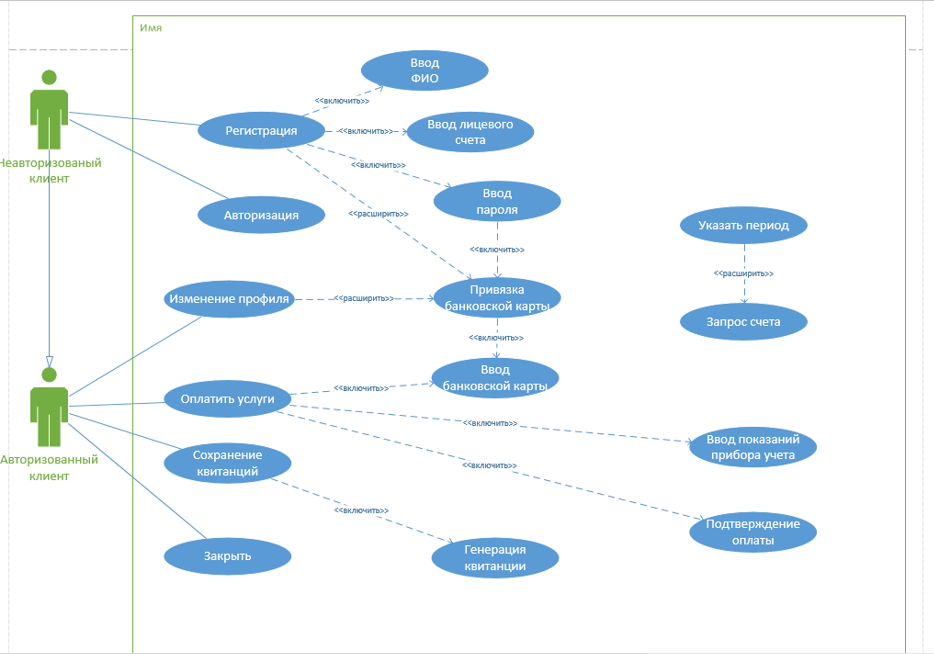 Имя
Ввод
ФИО
<<включить>>
Регистрация
<<включить>>
Ввод лицевого
счета
Неавторизованый
клиент
<<включить>>
Ввод
пароля
<<расширить>>
Авторизация
Указать период
<<включить>>
<<расширить>>
Изменение профиля
<<расширить>>
Привязка
банковской карты
Запрос счета
<<включить>>
Ввод
банковской карты
<<включить>>
Оплатить услуги
<<включить>>
Ввод показаний
прибора учета
Авторизованный
клиент
Сохранение
квитанций
<<включить>>
<<включить>>
Подтверждение
оплаты
Закрыть
Генерация
квитанции